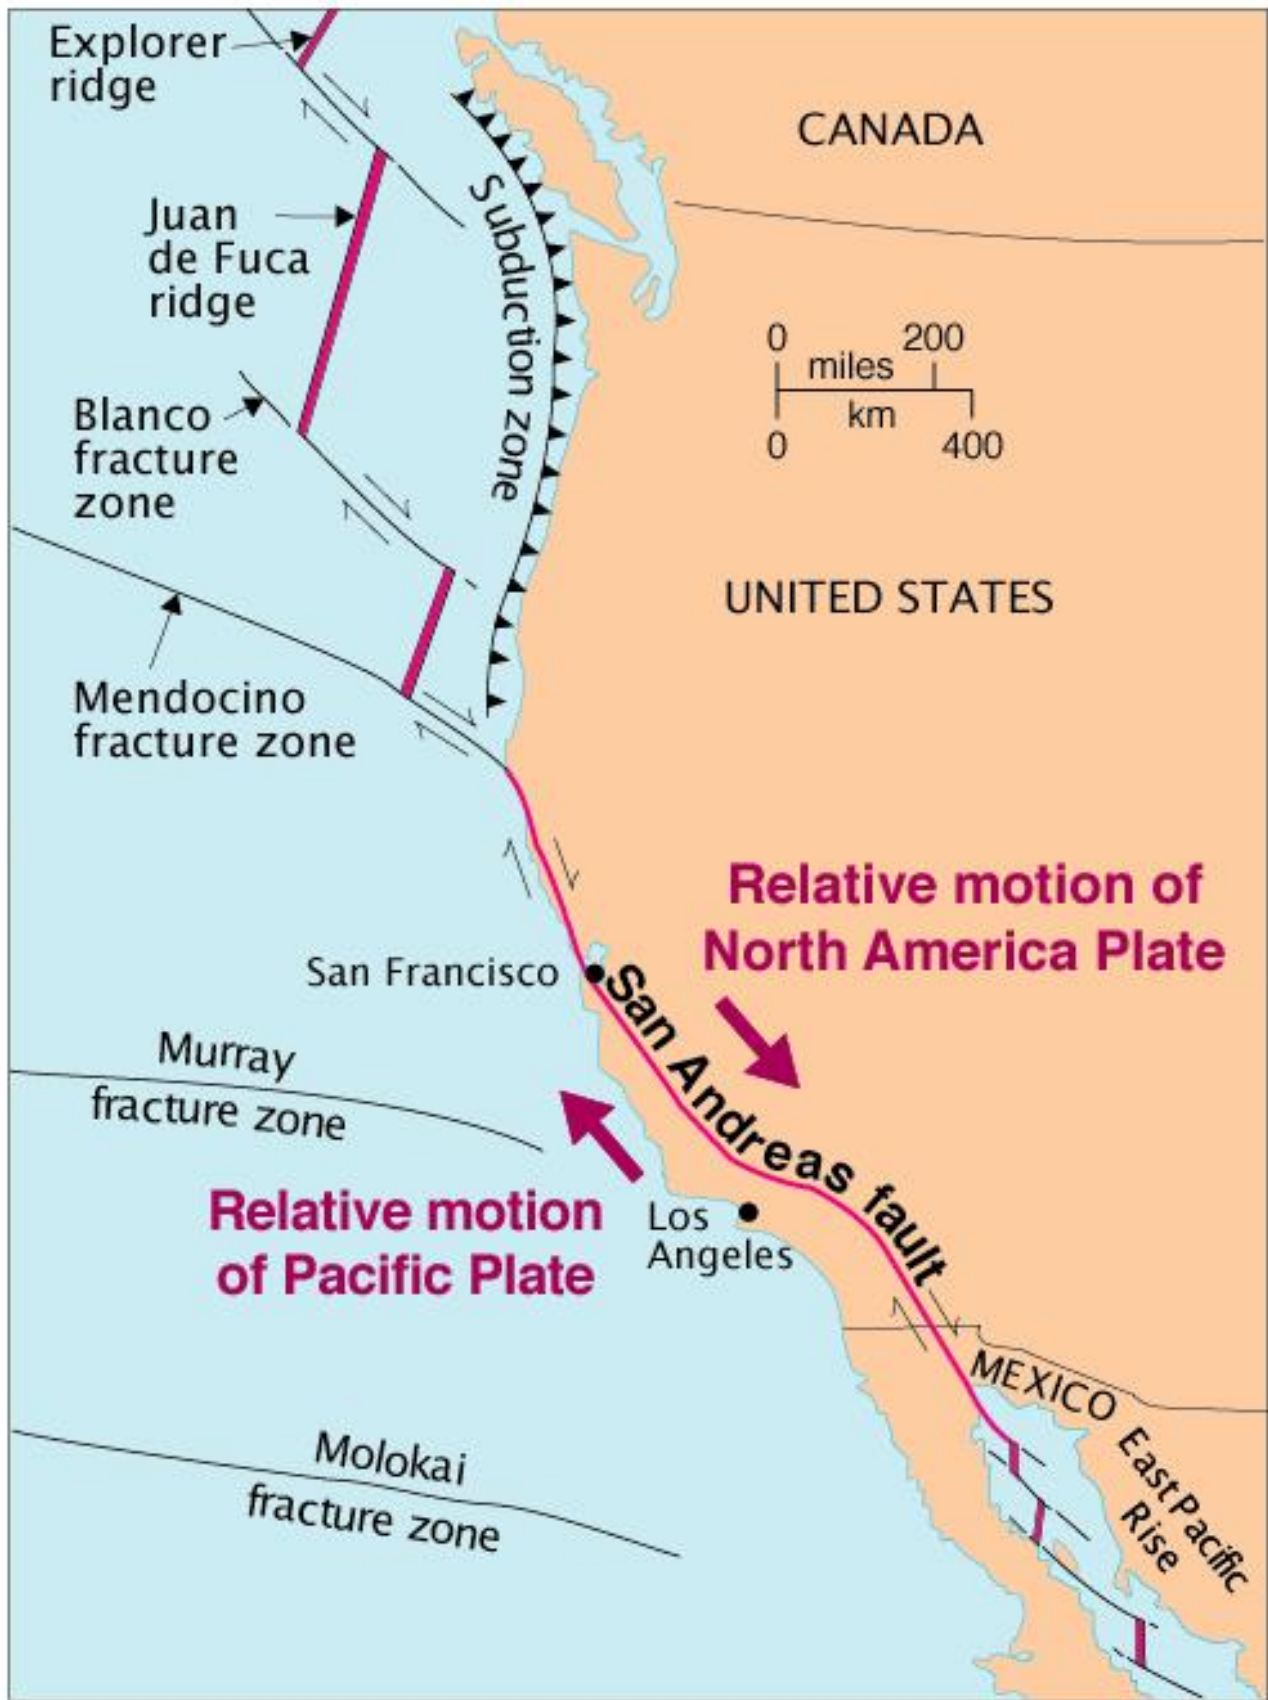 Explorer
ridge
CANADA
Juan
de Fuca
ridge
Subduction zone
0 200
miles
km
0 400
Blanco
fracture
zone
UNITED STATES
Mendocino
fracture zone
Relative motion of
North America Plate
San Francisco
San Andreas fault
Murray
fracture zone
Relative motion
of Pacific Plate
Los
Angeles
MEXICO
East Pacific
Rise
Molokai
fracture zone